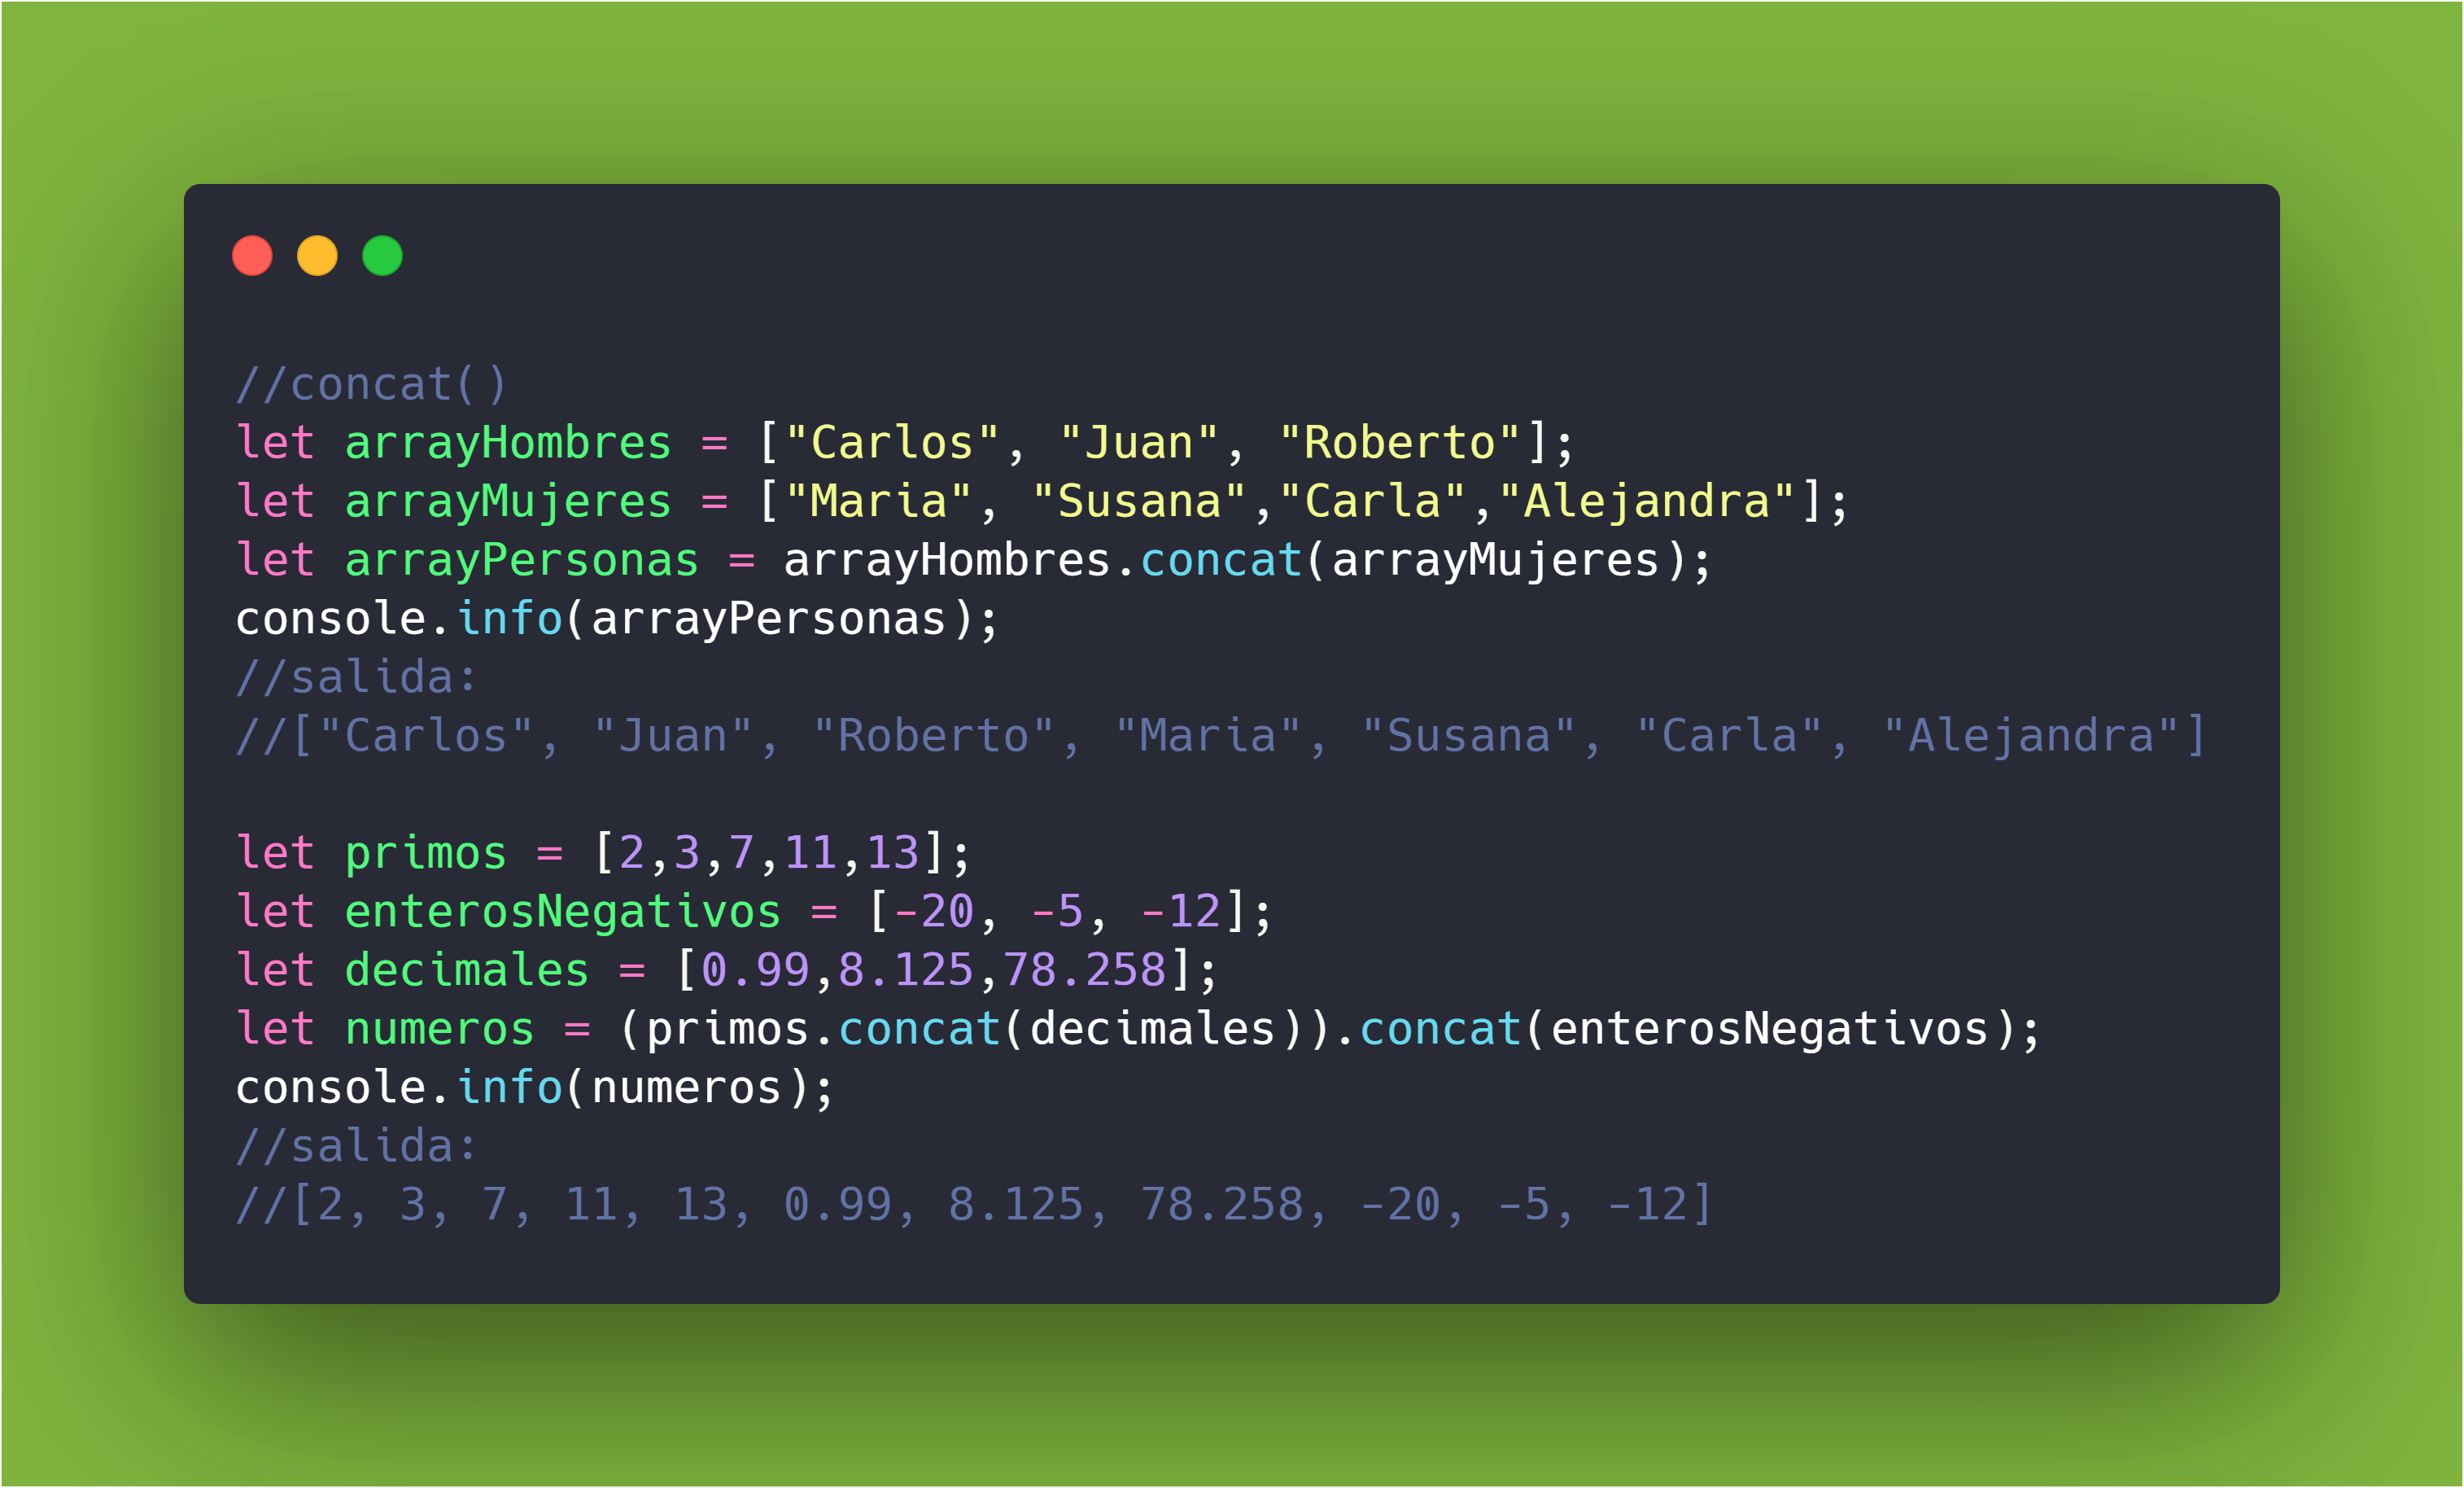 //concat()
let arrayHombres = ["Carlos", "Juan", "Roberto"];
let arrayMujeres = ["Maria", "Susana","Carla","Alejandra"];
let arrayPersonas = arrayHombres.concat(arrayMujeres);
console.info(arrayPersonas);
//salida:
//["Carlos", "Juan", "Roberto", "Maria", "Susana", "Carla", "Alejandra"]
let primos = [2,3,7,11,13];
let enterosNegativos = [-20, -5, -12];
let decimales = [0.99,8.125,78.258];
let numeros = (primos.concat(decimales)).concat(enterosNegativos);
console.info(numeros);
//salida:
//[2, 3, 7, 11, 13, 0.99, 8.125, 78.258, -20, -5, -12]